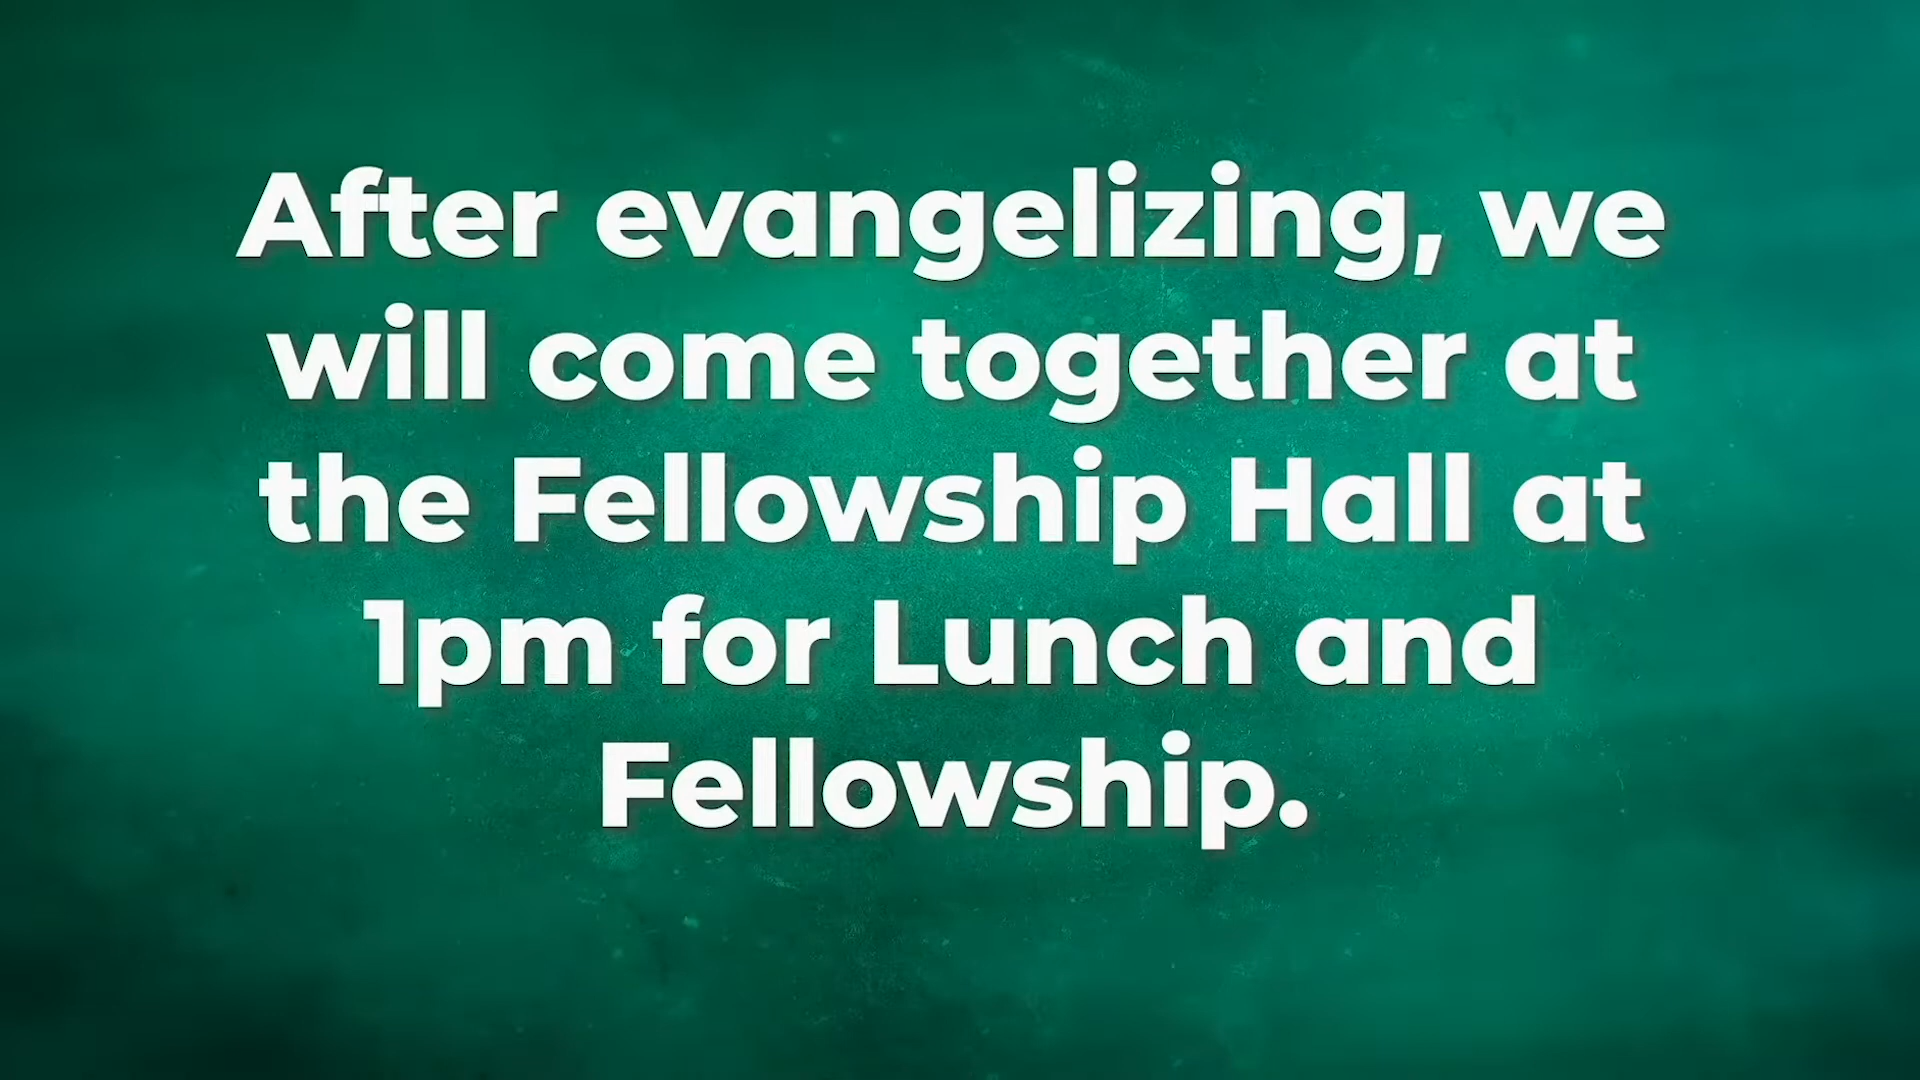 After evangelizing, we
will come together at
the Fellowship Hall at
1pm for Lunch and
Fellowship.